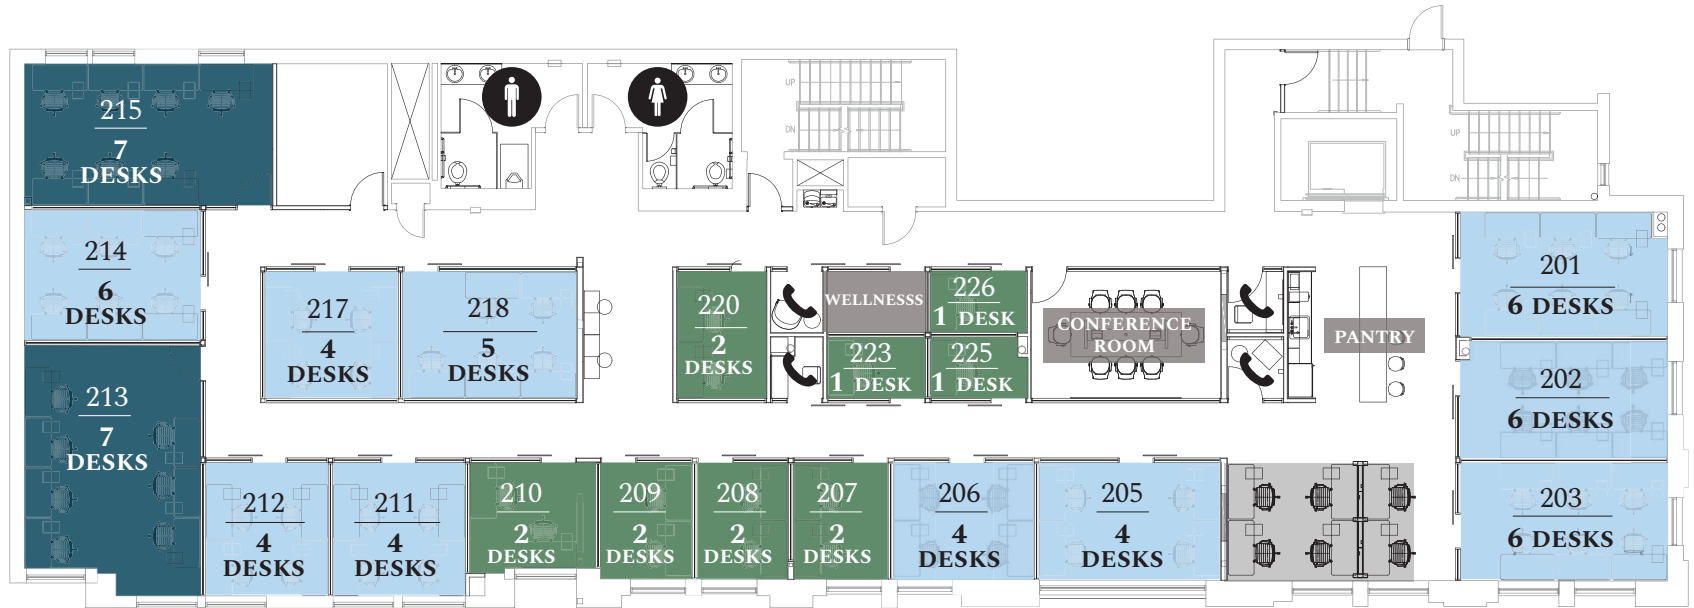 215
7
DESKS
UP
DN
UP
DN
214
6
DESKS
217
4
DESKS
218
5
DESKS
220
2
DESKS
WELLNESSS
226
1 DESK
223
1 DESK
225
1 DESK
CONFERENCE
ROOM
PANTRY
201
6 DESKS
202
6 DESKS
203
6 DESKS
213
7
DESKS
212
4
DESKS
211
4
DESKS
210
2
DESKS
209
2
DESKS
208
2
DESKS
207
2
DESKS
206
4
DESKS
205
4
DESKS